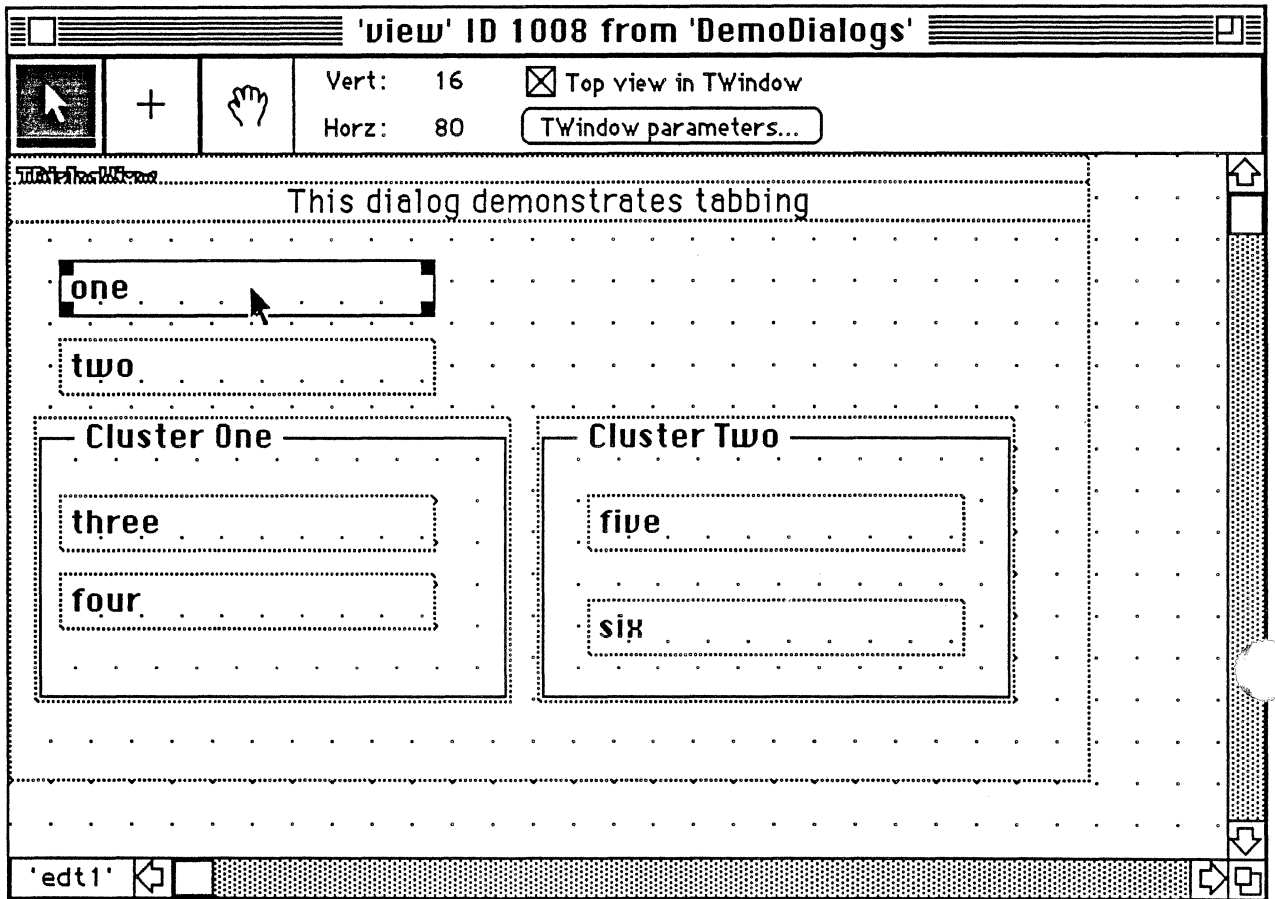 'view' ID 1008 from 'DemoDialogs'
Vert: 16
Top view in TWindow
Horz: 80
TWindow parameters...
TDialogView
This dialog demonstrates tabbing
one
two
Cluster One
Cluster Two
three
five
four
six
'edt1'